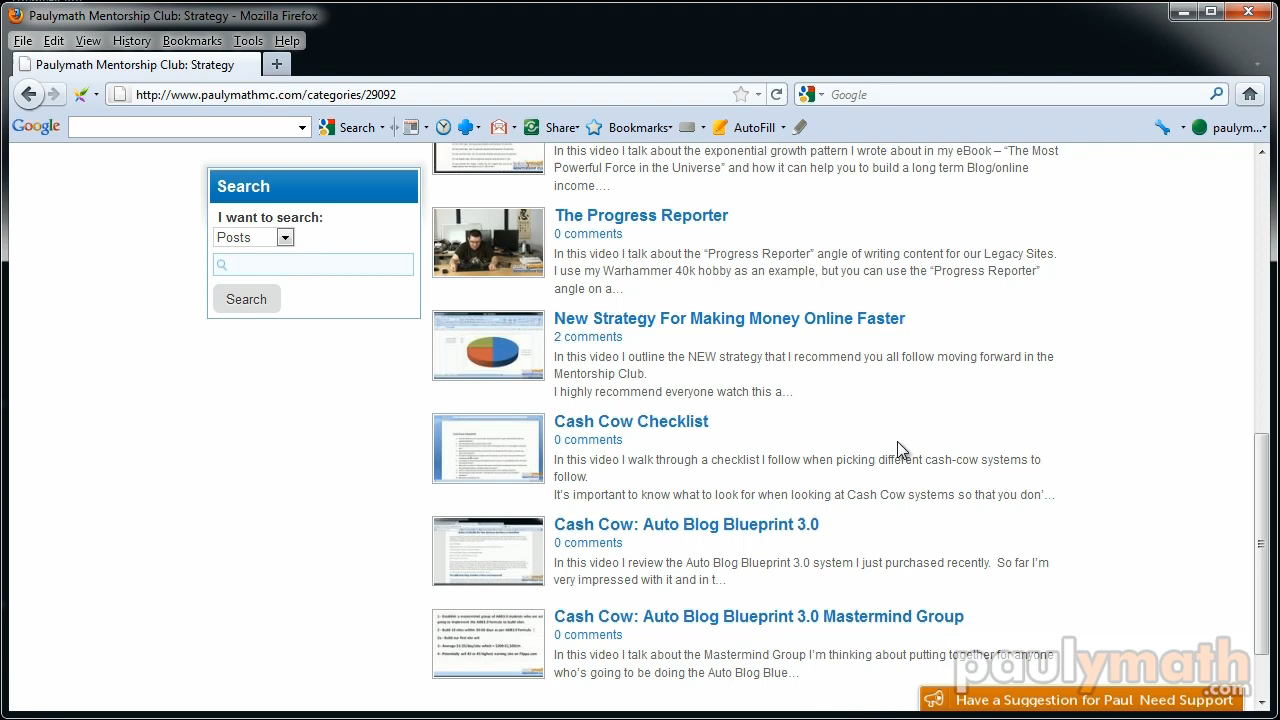 Paulymath Mentorship Club: Strategy - Mozilla Firefox
File Edit View History Bookmarks Tools Help
Paulymath Mentorship Club: Strategy
http://www.paulymathmc.com/categories/29092
Google
Google Search Share Bookmarks AutoFill paulym...
In this video I talk about the exponential growth pattern I wrote about in my eBook – “The Most
Powerful Force in the Universe” and how it can help you to build a long term Blog/online
income….
Search
I want to search:
Posts
Search
The Progress Reporter
0 comments
In this video I talk about the “Progress Reporter” angle of writing content for our Legacy Sites.
I use my Warhammer 40k hobby as an example, but you can use the “Progress Reporter”
angle on a…
New Strategy For Making Money Online Faster
2 comments
In this video I outline the NEW strategy that I recommend you all follow moving forward in the
Mentorship Club.
I highly recommend everyone watch this a…
Cash Cow Checklist
0 comments
In this video I talk through a checklist I follow when picking cash-cow systems to
follow.
It’s important to know what to look for when looking at Cash Cow systems so that you don’…
Cash Cow: Auto Blog Blueprint 3.0
0 comments
In this video I review the Auto Blog Blueprint 3.0 system I just purchased recently. So far I’m
very impressed with it and in t…
Cash Cow: Auto Blog Blueprint 3.0 Mastermind Group
0 comments
In this video I talk about the Mastermind Group I’m thinking about putting together for anyone
who’s going to be doing the Auto Blog Blue…
paulymath
.com
Have a Suggestion for Paul Need Support